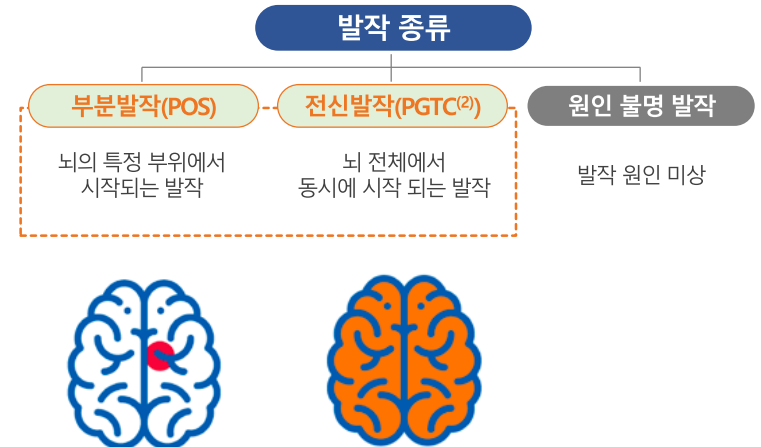 발작 종류
부분발작(POS)
전신발작(PGTC⁽²⁾)
원인 불명 발작
뇌의 특정 부위에서
시작되는 발작
뇌 전체에서
동시에 시작 되는 발작
발작 원인 미상